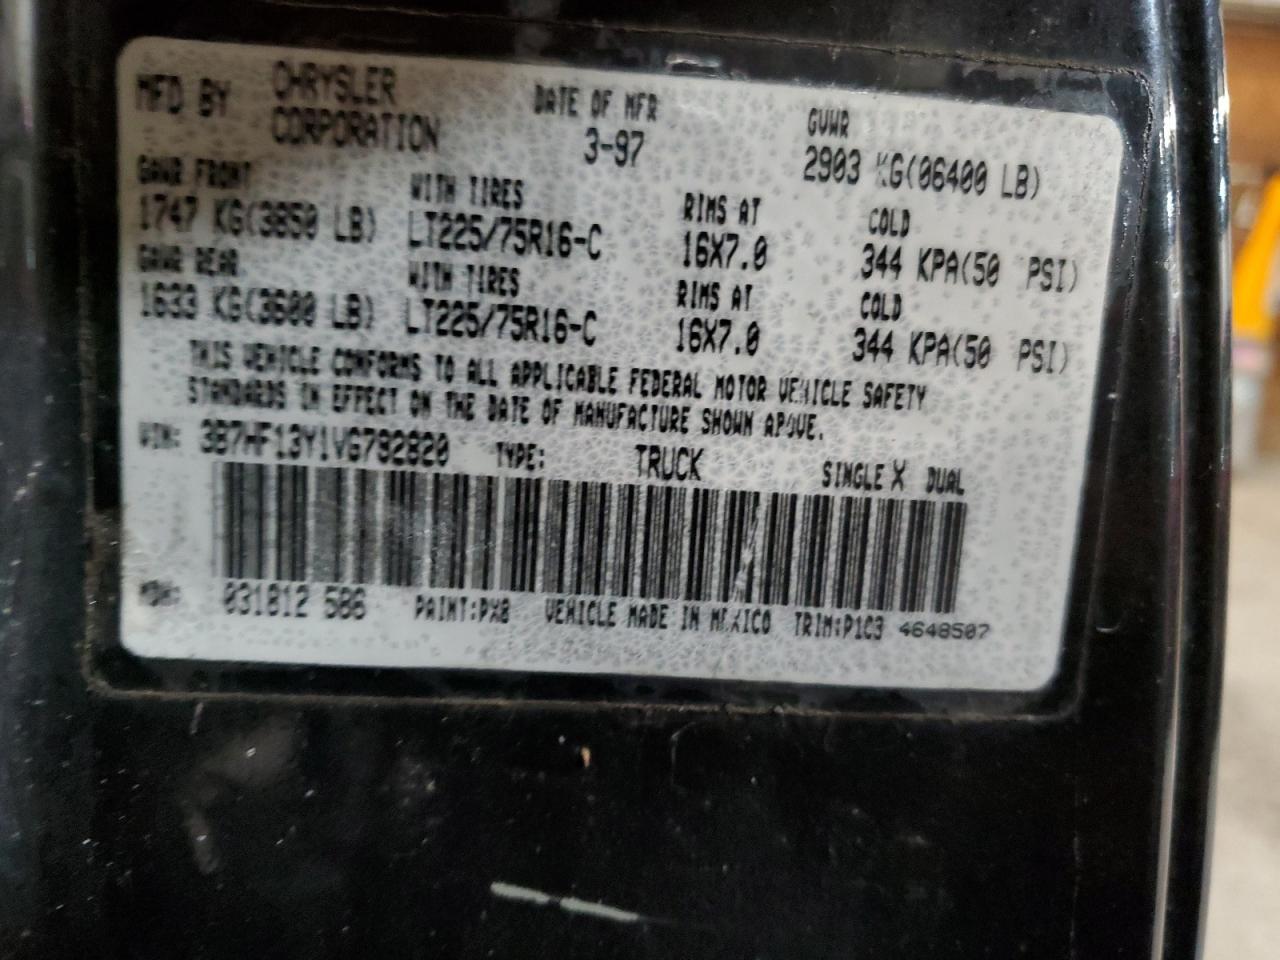 MFD BY CHRYSLER CORPORATION DATE OF MFR 3-97 GVWR 2903 KG(06400 LB)
GAWR FRONT WITH TIRES RIMS AT COLD
1747 KG(3850 LB) LT225/75R16-C 16X7.0 344 KPA(50 PSI)
GAWR REAR WITH TIRES RIMS AT COLD
1633 KG(3600 LB) LT225/75R16-C 16X7.0 344 KPA(50 PSI)
THIS VEHICLE CONFORMS TO ALL APPLICABLE FEDERAL MOTOR VEHICLE SAFETY
STANDARDS IN EFFECT ON THE DATE OF MANUFACTURE SHOWN ABOVE.
VIN: 3B7HF13Y1VG792820 TYPE: TRUCK SINGLE X DUAL
MDH: 031812 586 PAINT:PX8 VEHICLE MADE IN MEXICO TRIM:P1C3 4648507